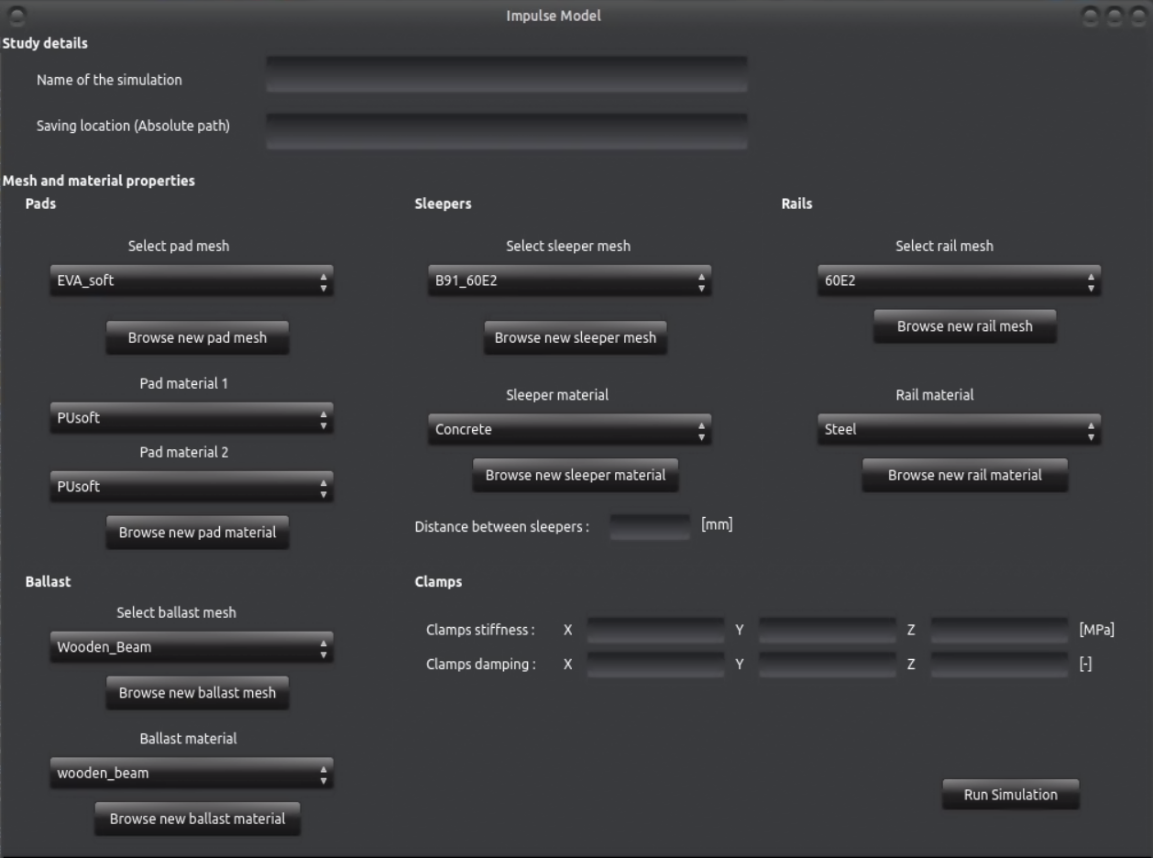 Impulse Model
Study details
Name of the simulation
Saving location (Absolute path)
Mesh and material properties
Pads
Select pad mesh
EVA_soft
Browse new pad mesh
Pad material 1
PUsoft
Pad material 2
PUsoft
Browse new pad material
Sleepers
Select sleeper mesh
B91_60E2
Browse new sleeper mesh
Sleeper material
Concrete
Browse new sleeper material
Distance between sleepers : [mm]
Rails
Select rail mesh
60E2
Browse new rail mesh
Rail material
Steel
Browse new rail material
Ballast
Select ballast mesh
Wooden_Beam
Browse new ballast mesh
Ballast material
wooden_beam
Browse new ballast material
Clamps
Clamps stiffness : X Y Z [MPa]
Clamps damping : X Y Z [-]
Run Simulation